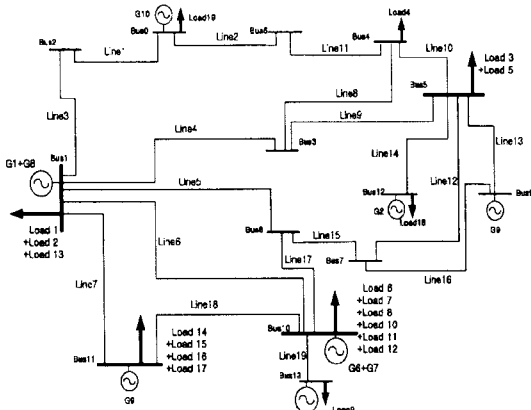 G10
Load19
Load4
Bus2
Line1
Bus0
Line2
Line11
Bus4
Line10
Load 3
+Load 5
Bus5
Line3
Line8
Line9
Line4
Bus3
Line14
Line13
Line12
Bus1
G1+G8
Line5
Bus12
G2
Load18
G9
Load 1
+Load 2
+Load 13
Line6
Line15
Line17
Bus7
Line16
Line7
Line18
Load 6
+Load 7
+Load 8
+Load 10
+Load 11
+Load 12
Load 14
+Load 15
+Load 16
+Load 17
Bus10
G6+G7
Bus11
Line19
Bus13
G9